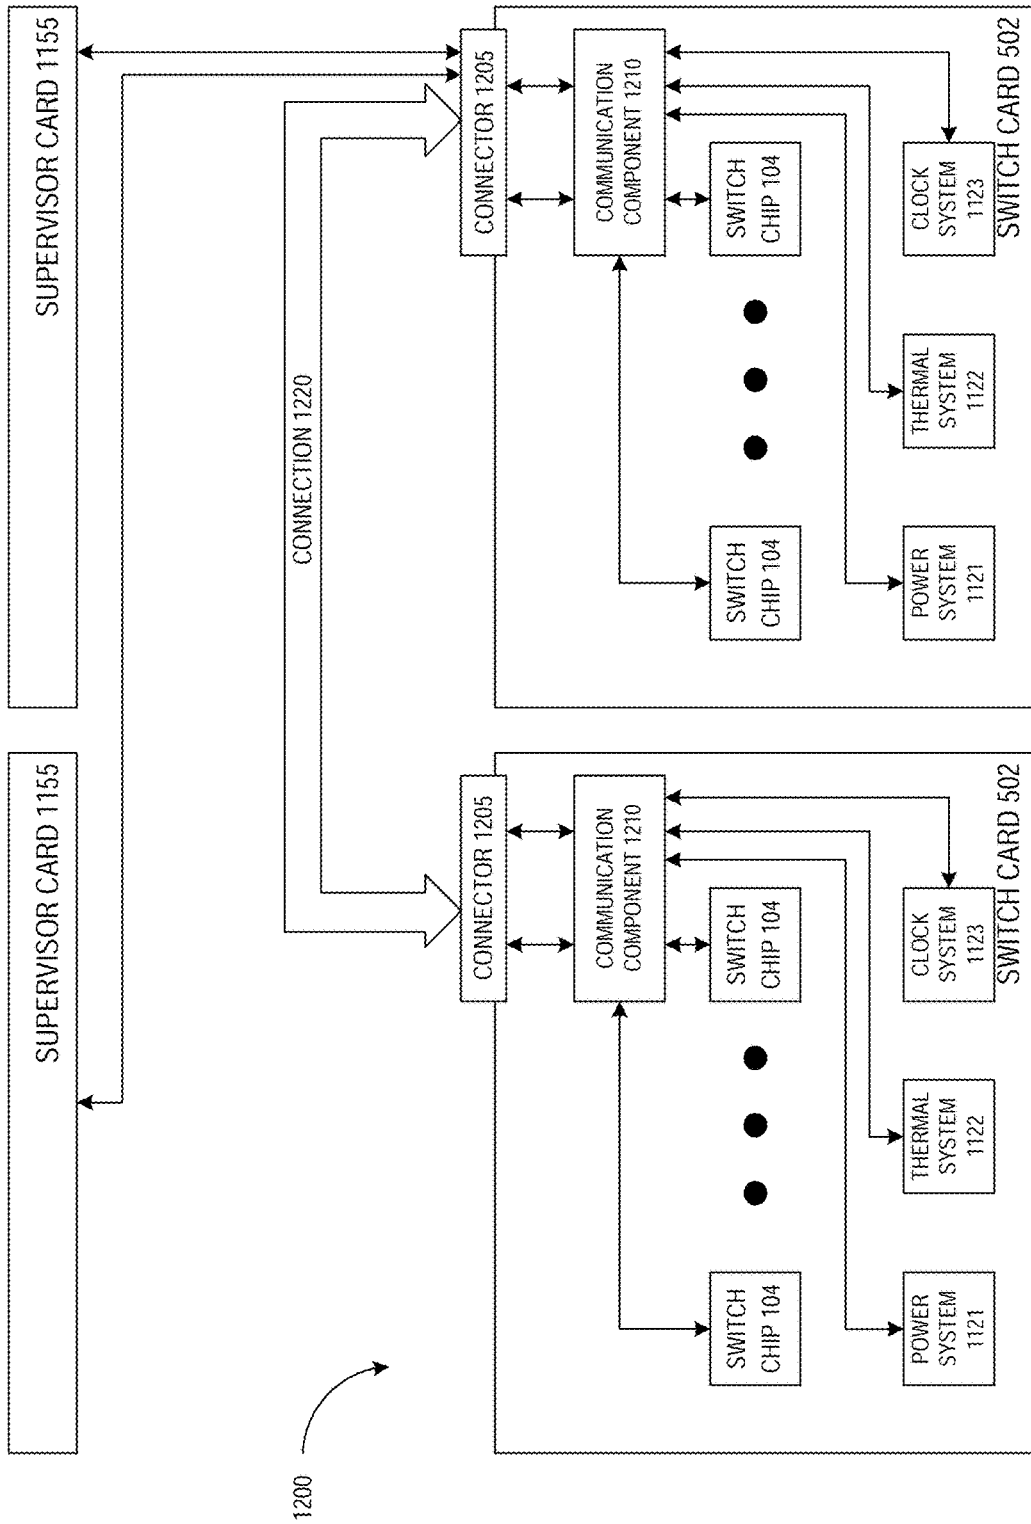 SUPERVISOR CARD 1155
SUPERVISOR CARD 1155
CONNECTION 1220
1200
CONNECTOR 1205
COMMUNICATION
COMPONENT 1210
SWITCH
CHIP 104
SWITCH
CHIP 104
POWER
SYSTEM
1121
THERMAL
SYSTEM
1122
CLOCK
SYSTEM
1123
SWITCH CARD 502
CONNECTOR 1205
COMMUNICATION
COMPONENT 1210
SWITCH
CHIP 104
SWITCH
CHIP 104
POWER
SYSTEM
1121
THERMAL
SYSTEM
1122
CLOCK
SYSTEM
1123
SWITCH CARD 502